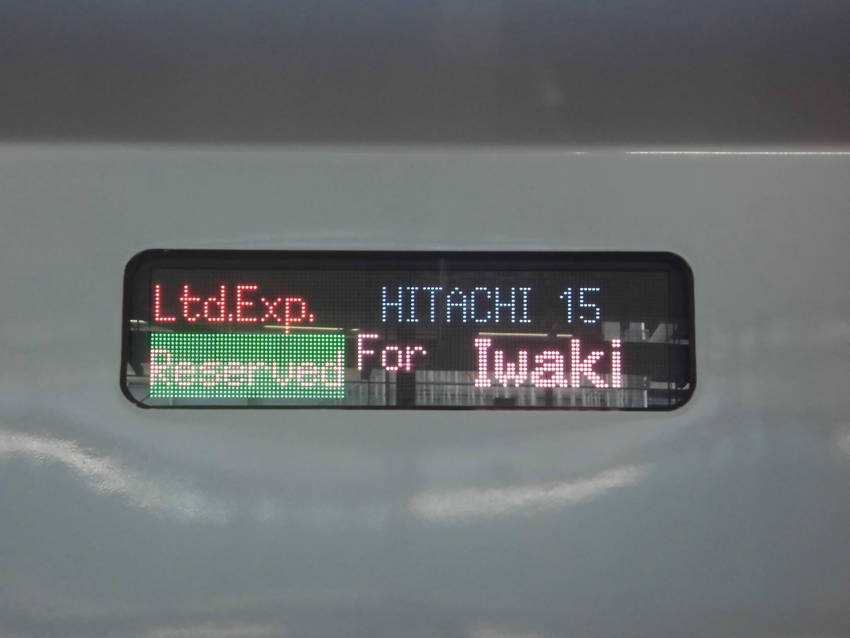 Ltd.Exp. HITACHI 15
Reserved For Iwaki